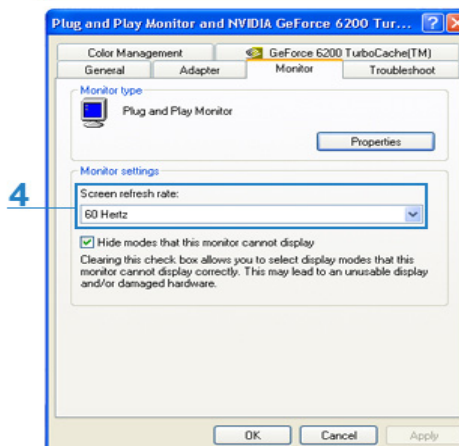 Plug and Play Monitor and NVIDIA GeForce 6200 Tur...
Color Management
GeForce 6200 TurboCache(TM)
General
Adapter
Monitor
Troubleshoot
Monitor type
Plug and Play Monitor
Properties
Monitor settings
4
Screen refresh rate:
60 Hertz
Hide modes that this monitor cannot display
Clearing this check box allows you to select display modes that this
monitor cannot display correctly. This may lead to an unusable display
and/or damaged hardware.
OK
Cancel
Apply